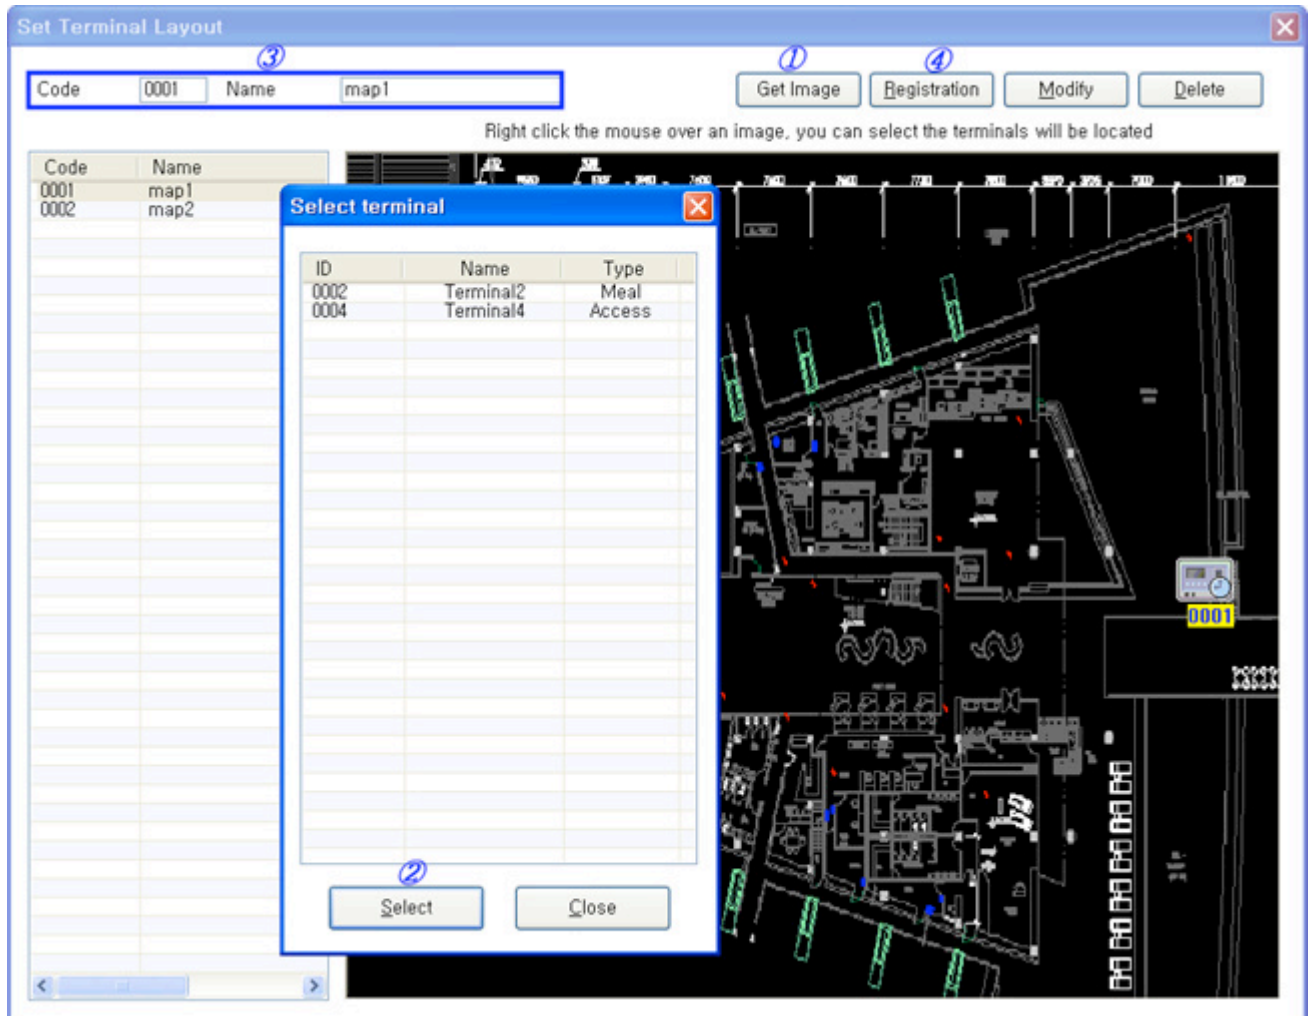 Set Terminal Layout
③ ① ④
Code 0001 Name map1 Get Image Registration Modify Delete
Right click the mouse over an image, you can select the terminals will be located
Code Name
0001 map1
0002 map2
Select terminal
ID Name Type
0002 Terminal2 Meal
0004 Terminal4 Access
0001
②
Select Close